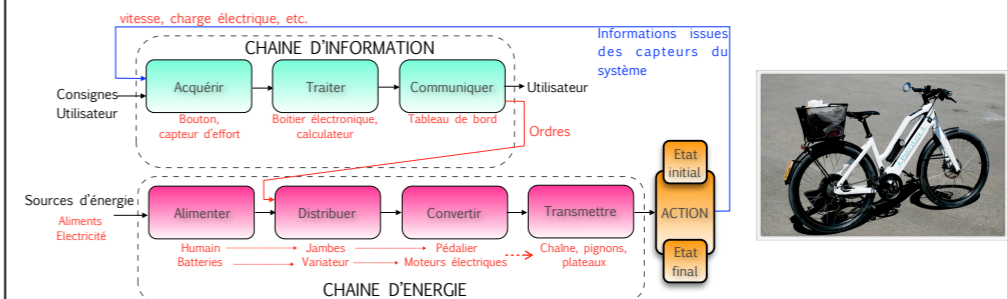 vitesse, charge électrique, etc.
Informations issues
des capteurs du
système
CHAINE D'INFORMATION
Consignes
Utilisateur
Acquérir
Traiter
Communiquer
Utilisateur
Bouton,
capteur d'effort
Boitier électronique,
calculateur
Tableau de bord
Ordres
Sources d'énergie
Aliments
Electricité
Alimenter
Distribuer
Convertir
Transmettre
Etat
initial
ACTION
Etat
final
Humain
Jambes
Pédalier
Batteries
Variateur
Moteurs électriques
Chaîne, pignons,
plateaux
CHAINE D'ENERGIE